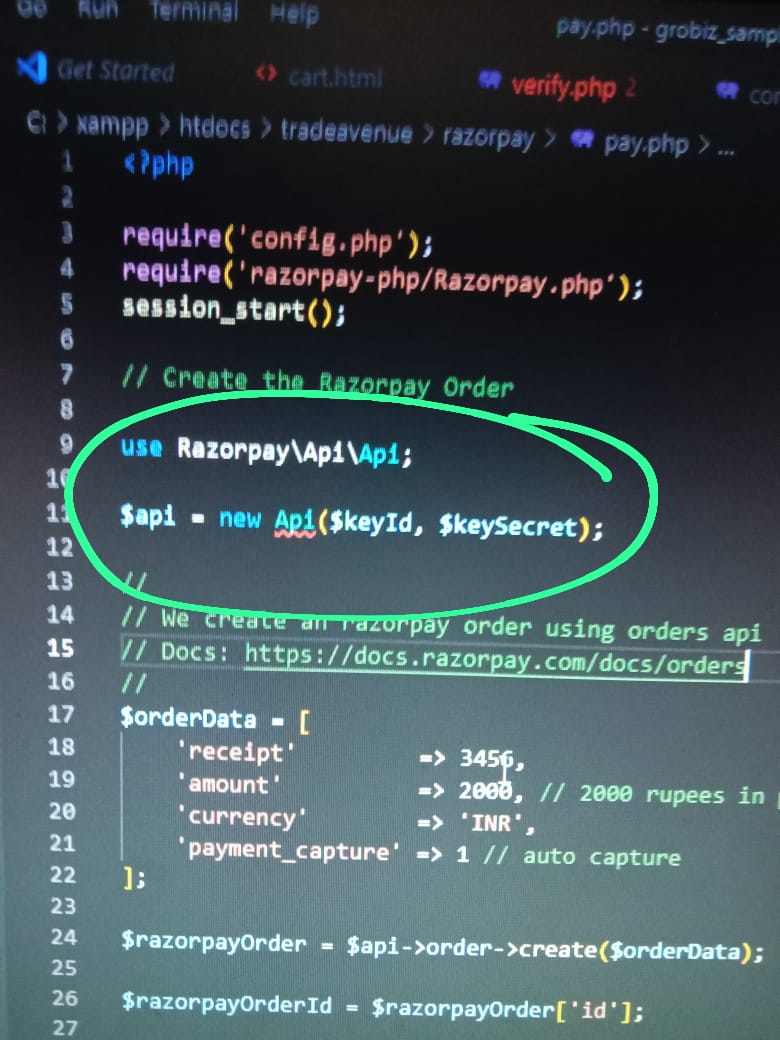 Go Run Terminal Help
pay.php - grobiz_samp
Get Started <> cart.html verify.php 2 con
C: > xampp > htdocs > tradeavenue > razorpay > pay.php > ...
1 <?php
2
3 require('config.php');
4 require('razorpay-php/Razorpay.php');
5 session_start();
6
7 // Create the Razorpay Order
8
9 use Razorpay\Api\Api;
10
11 $api = new Api($keyId, $keySecret);
12
13 //
14 // We create an razorpay order using orders api
15 // Docs: https://docs.razorpay.com/docs/orders
16 //
17 $orderData = [
18 'receipt' => 3456,
19 'amount' => 2000, // 2000 rupees in
20 'currency' => 'INR',
21 'payment_capture' => 1 // auto capture
22 ];
23
24 $razorpayOrder = $api->order->create($orderData);
25
26 $razorpayOrderId = $razorpayOrder['id'];
27